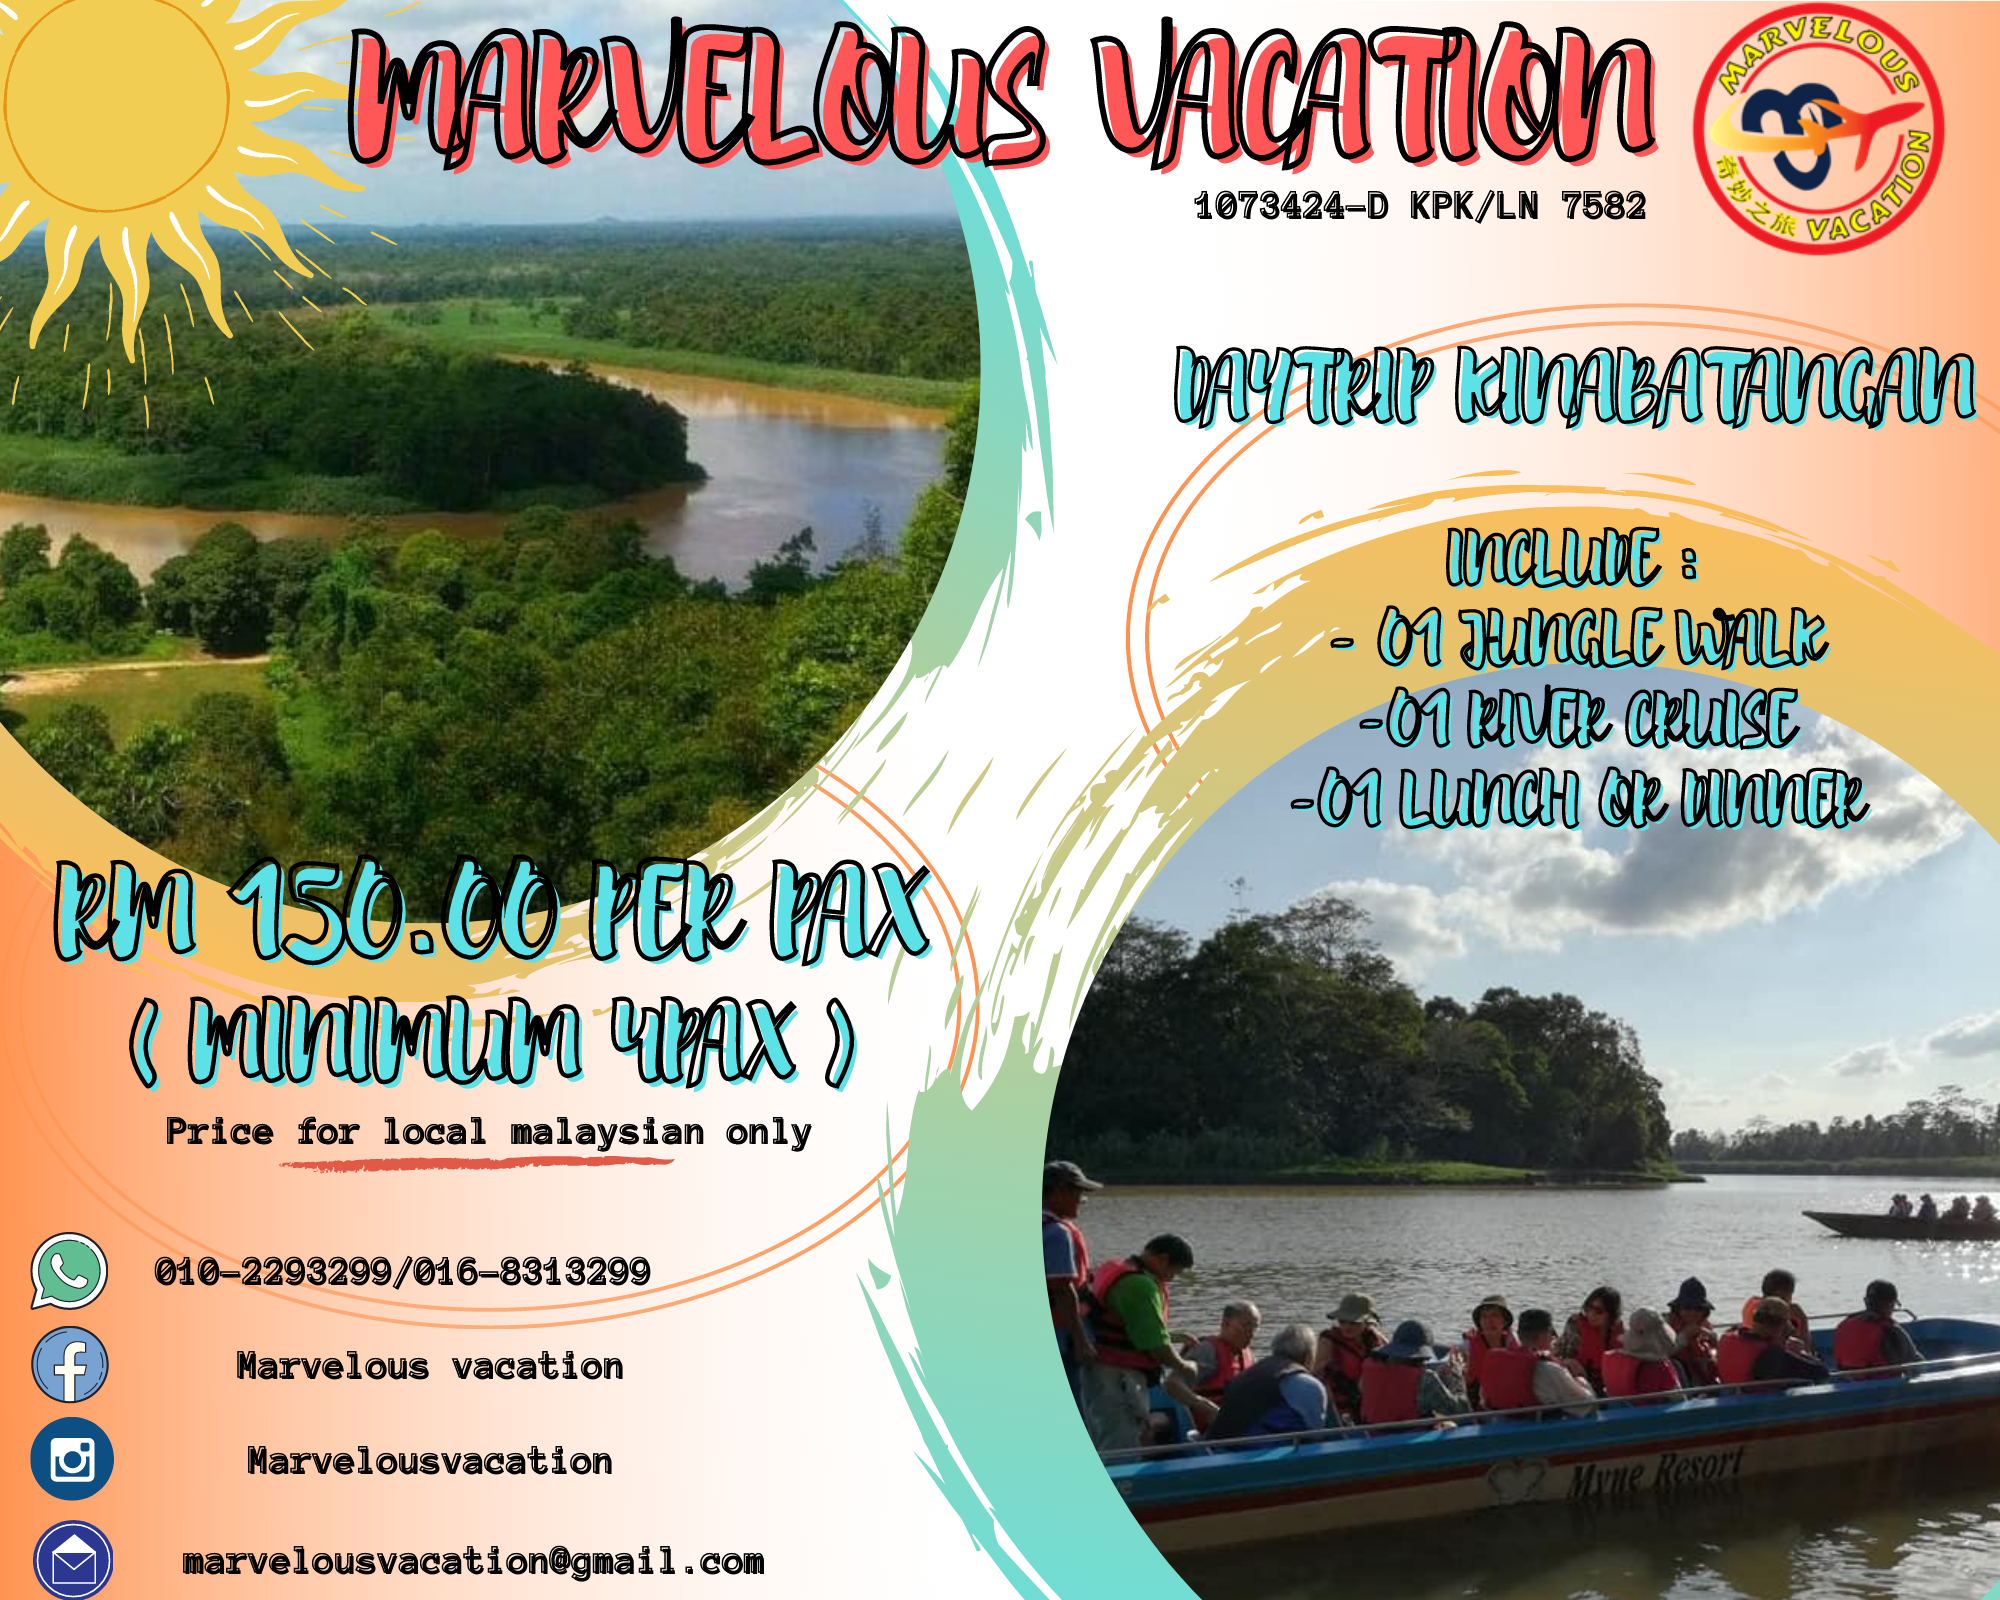 MARVELOUS VACATION
1073424-D KPK/LN 7582
MARVELOUS
奇妙之旅 VACATION
DAYTRIP KINABATANGAN
INCLUDE :
- 01 JUNGLE WALK
-01 RIVER CRUISE
-01 LUNCH OR DINNER
RM 150.00 PER PAX
( MINIMUM 4PAX )
Price for local malaysian only
010-2293299/016-8313299
Marvelous vacation
Marvelousvacation
marvelousvacation@gmail.com
Myne Resort